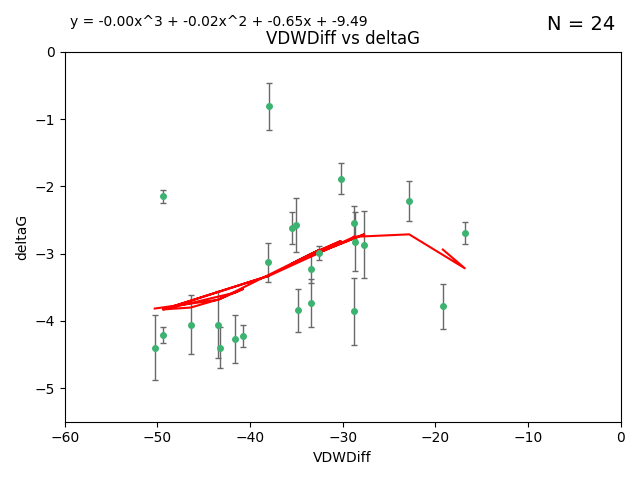 y = -0.00x^3 + -0.02x^2 + -0.65x + -9.49
N = 24
VDWDiff vs deltaG
0
−1
−2
−3
−4
−5
deltaG
−60
−50
−40
−30
−20
−10
0
VDWDiff